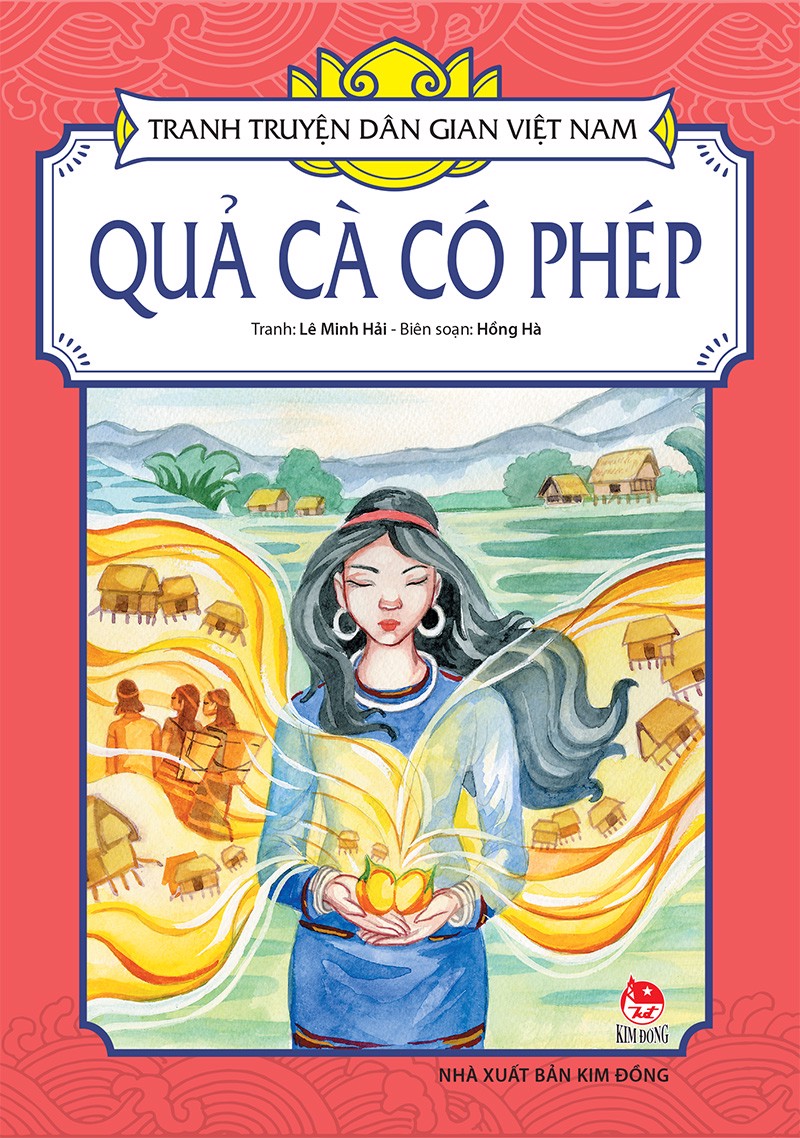 TRANH TRUYỆN DÂN GIAN VIỆT NAM
QUẢ CÀ CÓ PHÉP
Tranh: Lê Minh Hải - Biên soạn: Hồng Hà
Kđ
KIM ĐỒNG
NHÀ XUẤT BẢN KIM ĐỒNG